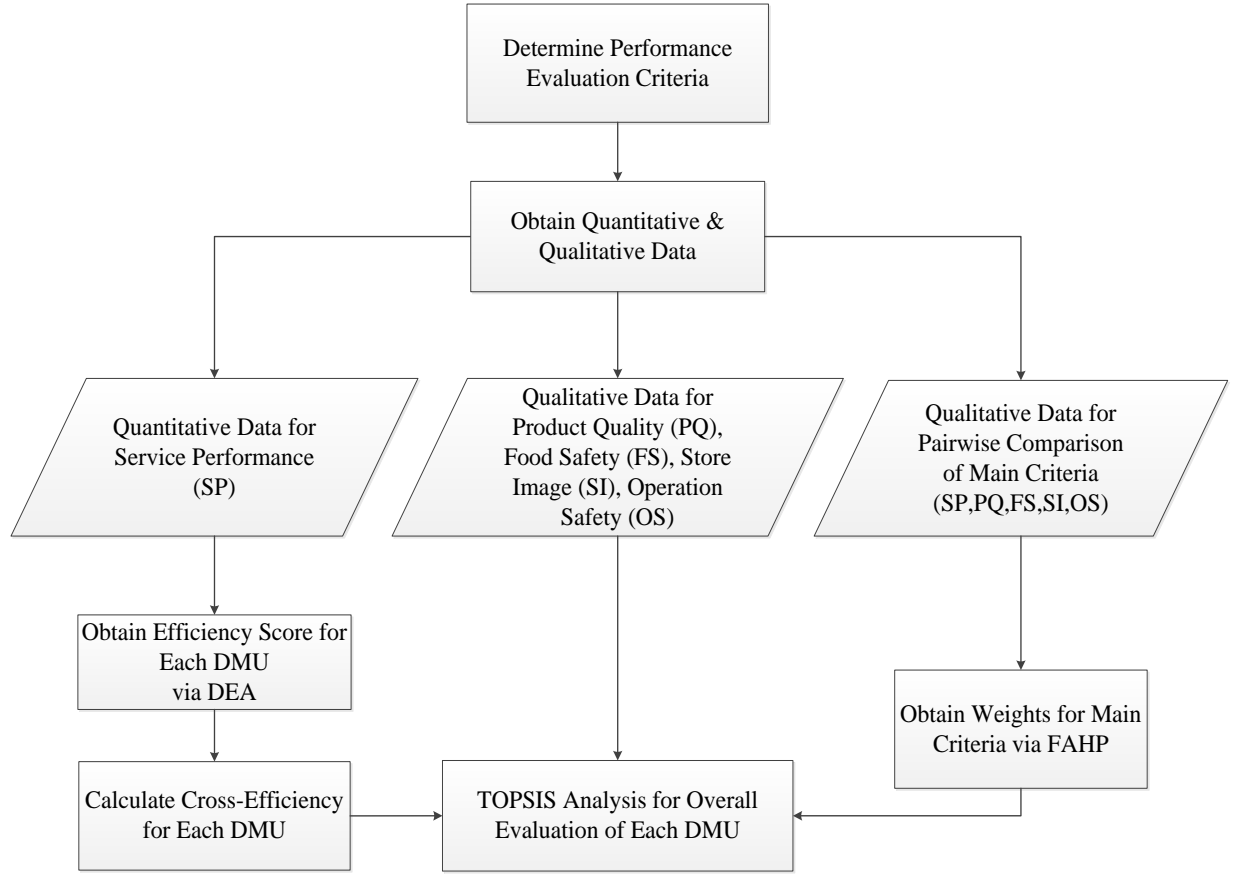 Determine Performance
Evaluation Criteria
Obtain Quantitative &
Qualitative Data
Quantitative Data for
Service Performance
(SP)
Qualitative Data for
Product Quality (PQ),
Food Safety (FS), Store
Image (SI), Operation
Safety (OS)
Qualitative Data for
Pairwise Comparison
of Main Criteria
(SP,PQ,FS,SI,OS)
Obtain Efficiency Score for
Each DMU
via DEA
Obtain Weights for Main
Criteria via FAHP
Calculate Cross-Efficiency
for Each DMU
TOPSIS Analysis for Overall
Evaluation of Each DMU